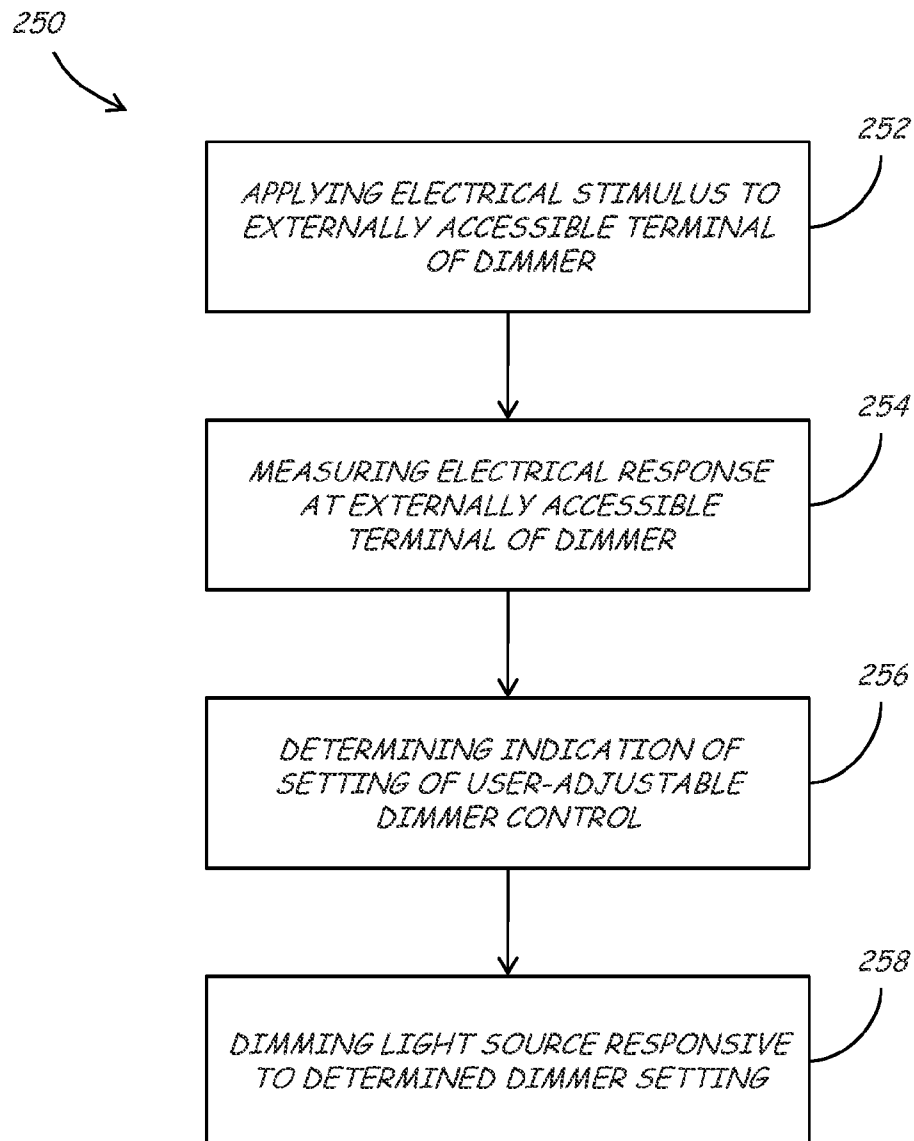 250
252
APPLYING ELECTRICAL STIMULUS TO
EXTERNALLY ACCESSIBLE TERMINAL
OF DIMMER
254
MEASURING ELECTRICAL RESPONSE
AT EXTERNALLY ACCESSIBLE
TERMINAL OF DIMMER
256
DETERMINING INDICATION OF
SETTING OF USER-ADJUSTABLE
DIMMER CONTROL
258
DIMMING LIGHT SOURCE RESPONSIVE
TO DETERMINED DIMMER SETTING